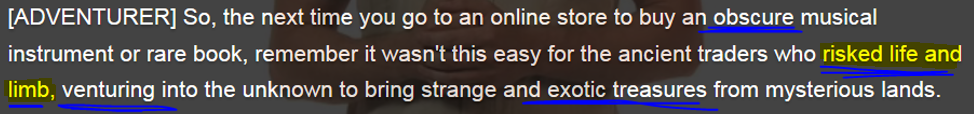 [ADVENTURER] So, the next time you go to an online store to buy an obscure musical
instrument or rare book, remember it wasn't this easy for the ancient traders who risked life and
limb, venturing into the unknown to bring strange and exotic treasures from mysterious lands.